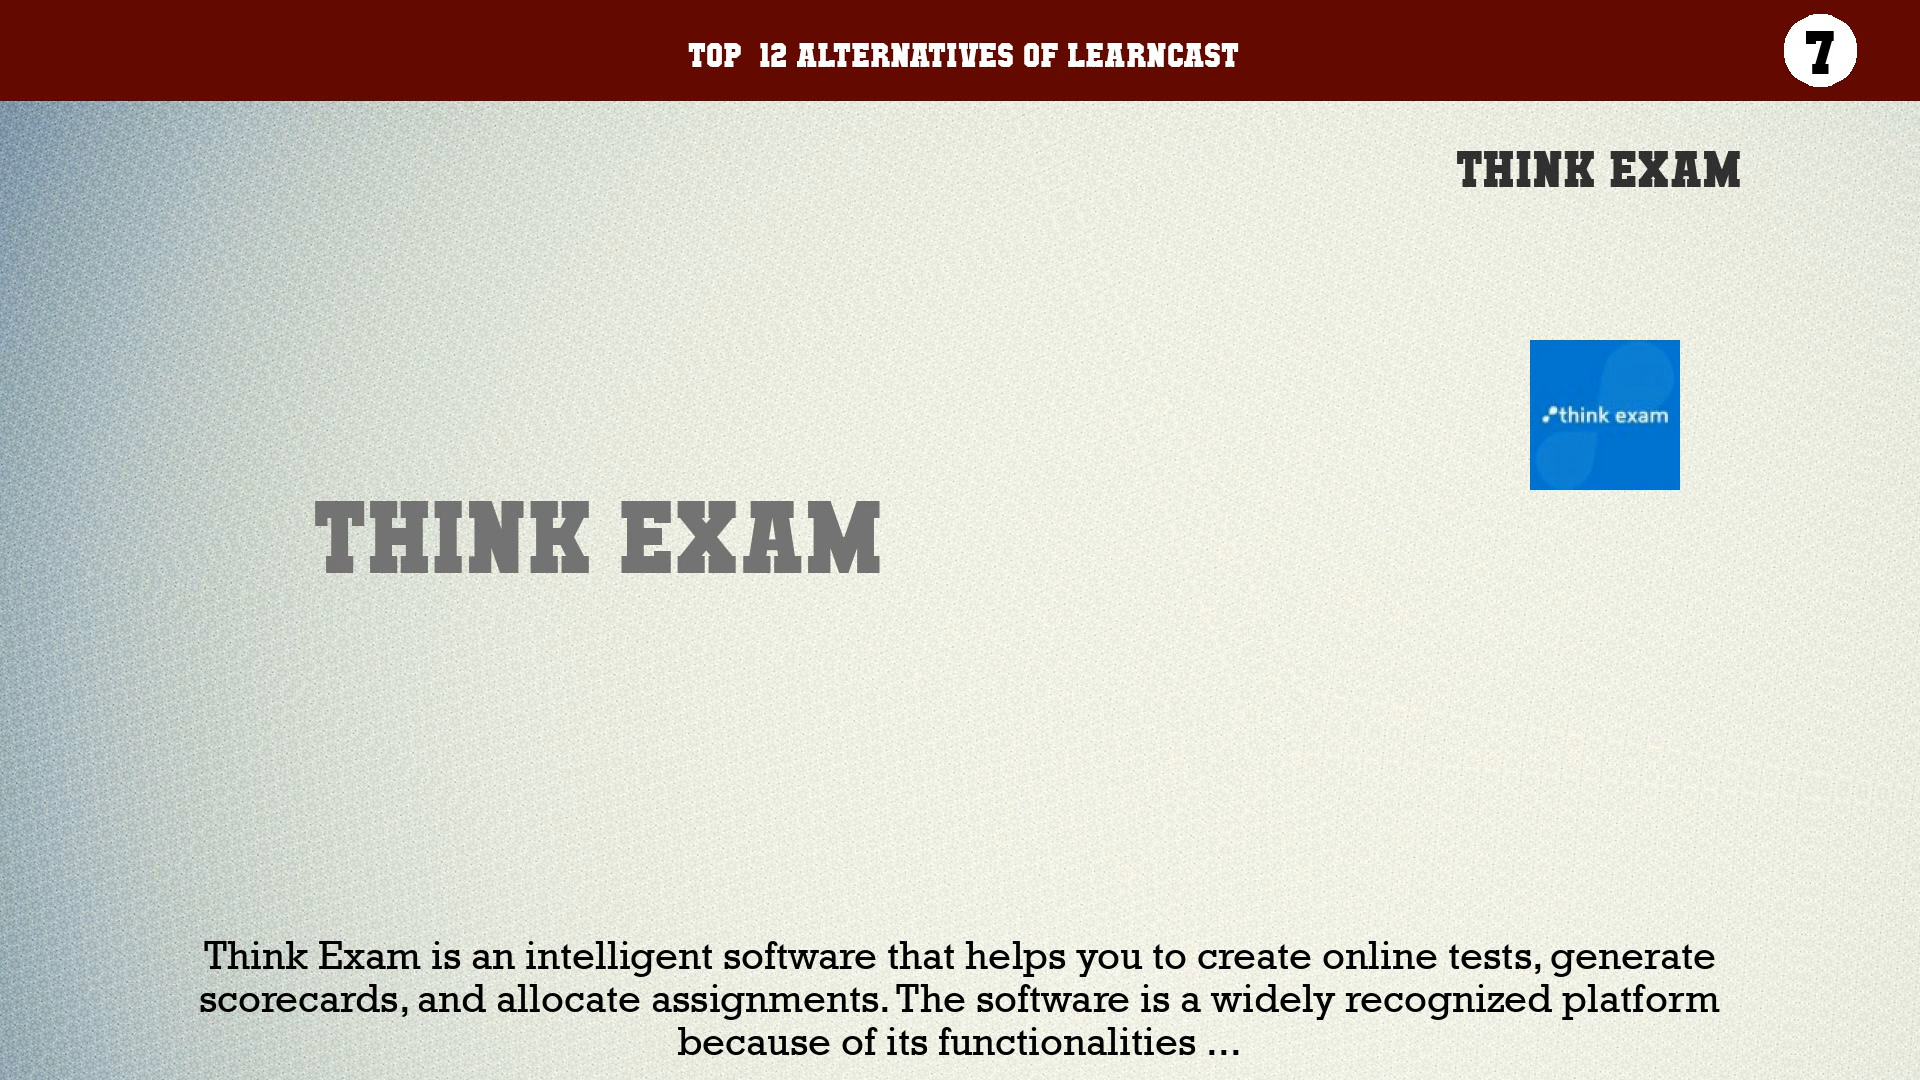 TOP 12 ALTERNATIVES OF LEARNCAST
7
THINK EXAM
think exam
THINK EXAM
Think Exam is an intelligent software that helps you to create online tests, generate
scorecards, and allocate assignments. The software is a widely recognized platform
because of its functionalities ...